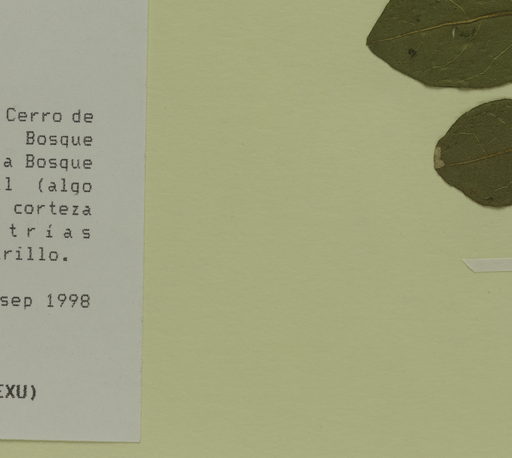 Cerro de
Bosque
a Bosque
l (algo
corteza
trías
rillo.
sep 1998
EXU)